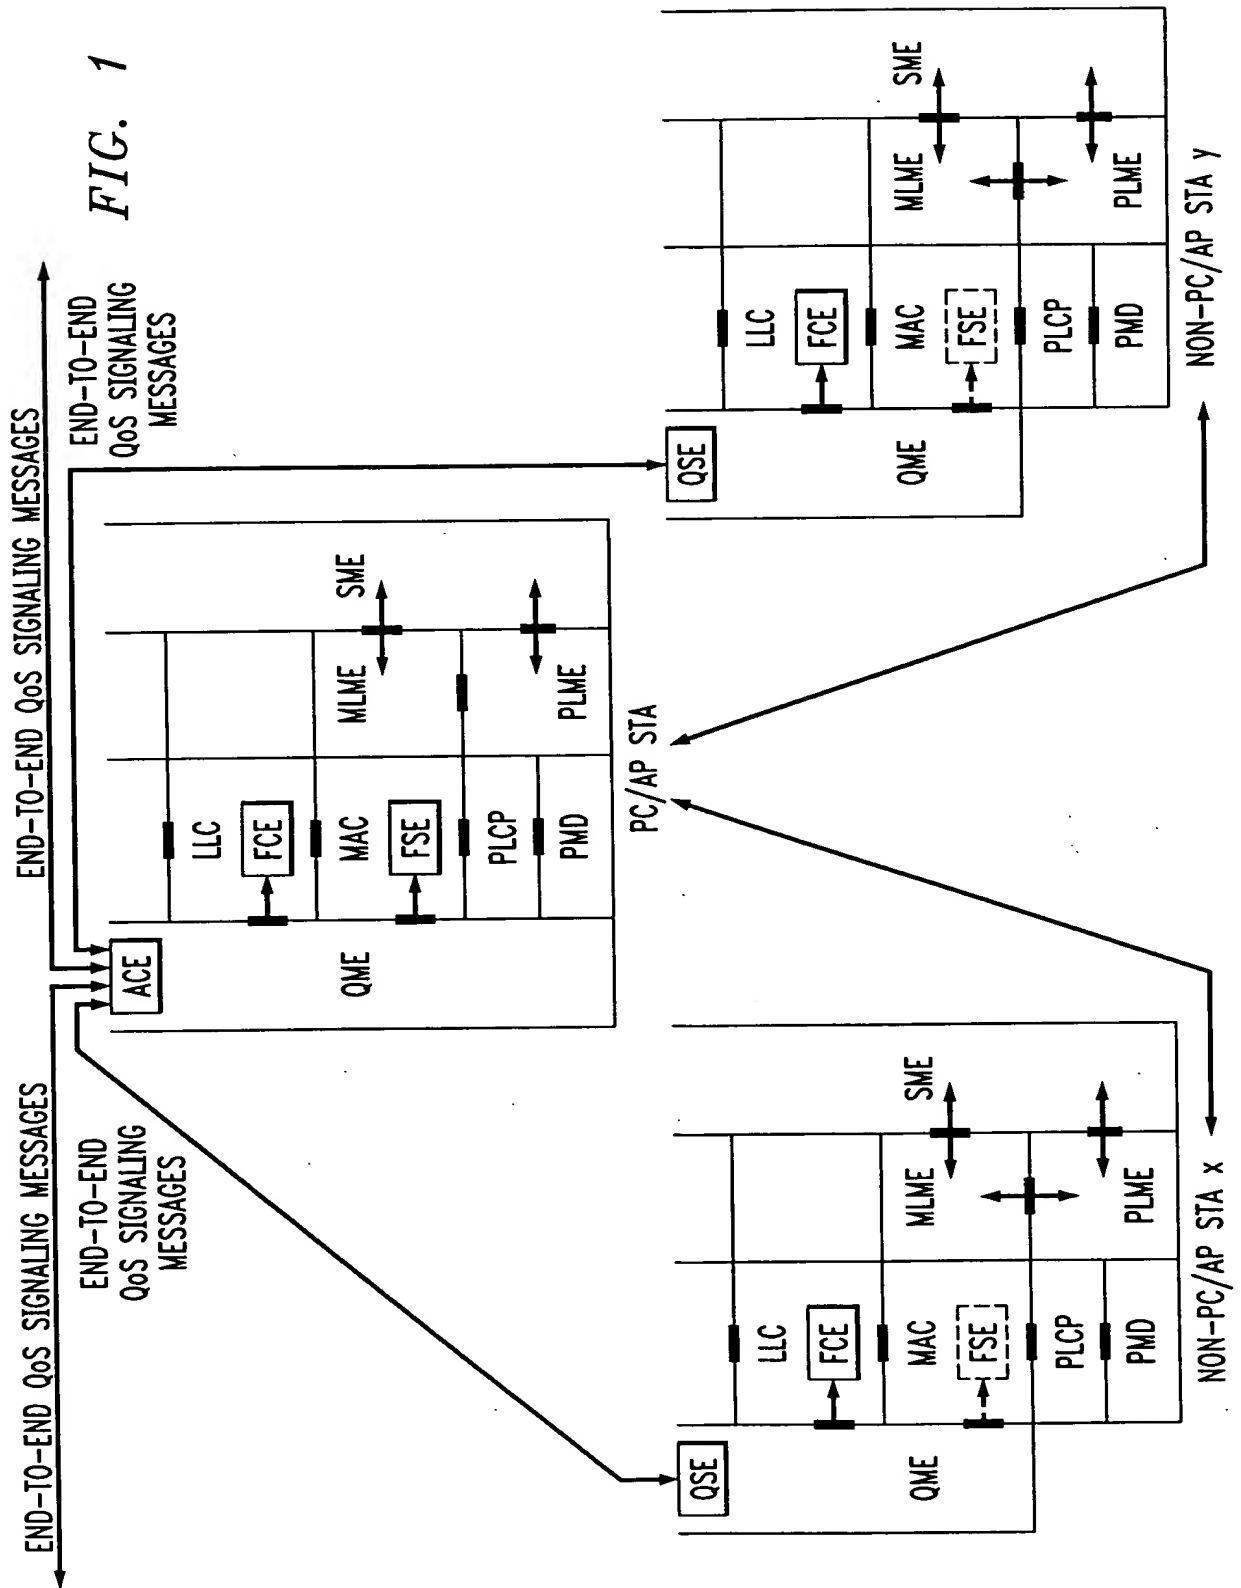 FIG. 1
END-TO-END QoS SIGNALING MESSAGES
END-TO-END QoS SIGNALING MESSAGES
END-TO-END
QoS SIGNALING
MESSAGES
END-TO-END
QoS SIGNALING
MESSAGES
ACE
QME
LLC
FCE
MAC
FSE
PLCP
PMD
MLME
PLME
SME
PC/AP STA
QSE
QME
LLC
FCE
MAC
FSE
PLCP
PMD
MLME
PLME
SME
NON-PC/AP STA x
QSE
QME
LLC
FCE
MAC
FSE
PLCP
PMD
MLME
PLME
SME
NON-PC/AP STA y